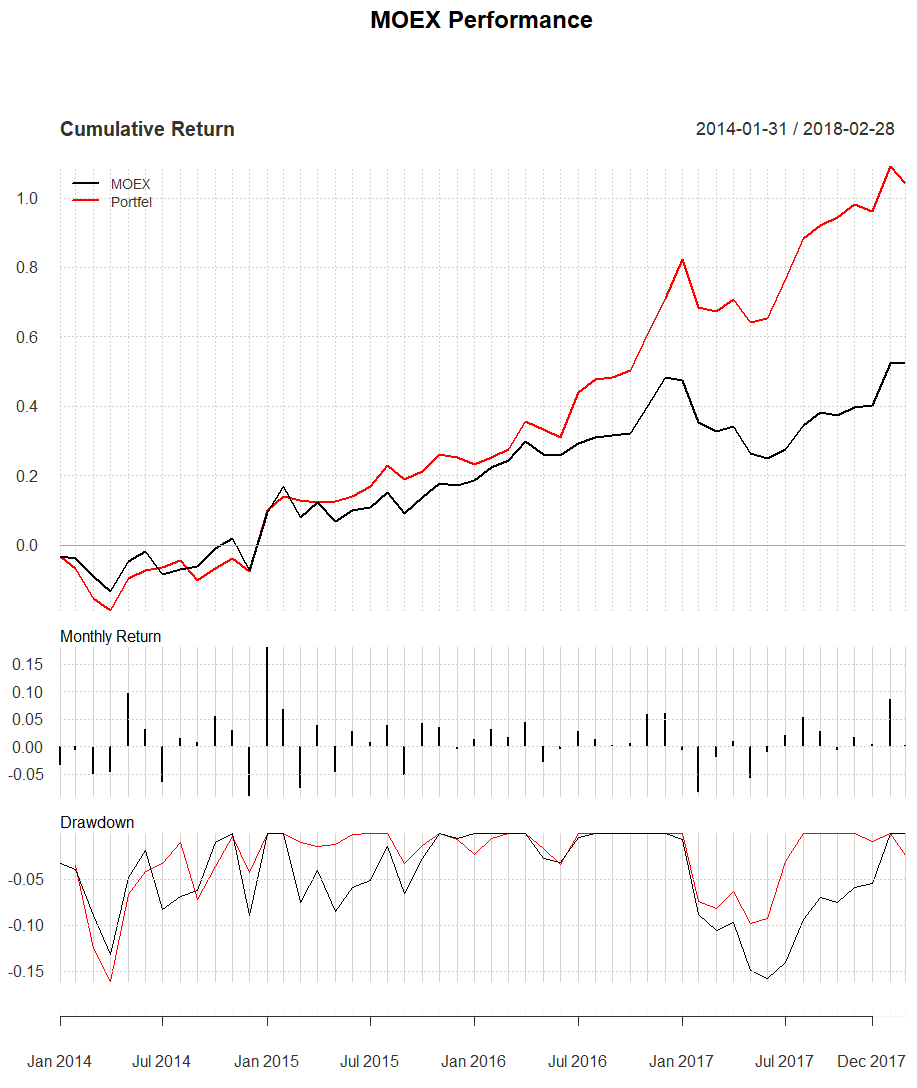 MOEX Performance
Cumulative Return 2014-01-31 / 2018-02-28
MOEX
Portfel
1.0
0.8
0.6
0.4
0.2
0.0
Monthly Return
0.15
0.10
0.05
0.00
-0.05
Drawdown
-0.05
-0.10
-0.15
Jan 2014 Jul 2014 Jan 2015 Jul 2015 Jan 2016 Jul 2016 Jan 2017 Jul 2017 Dec 2017